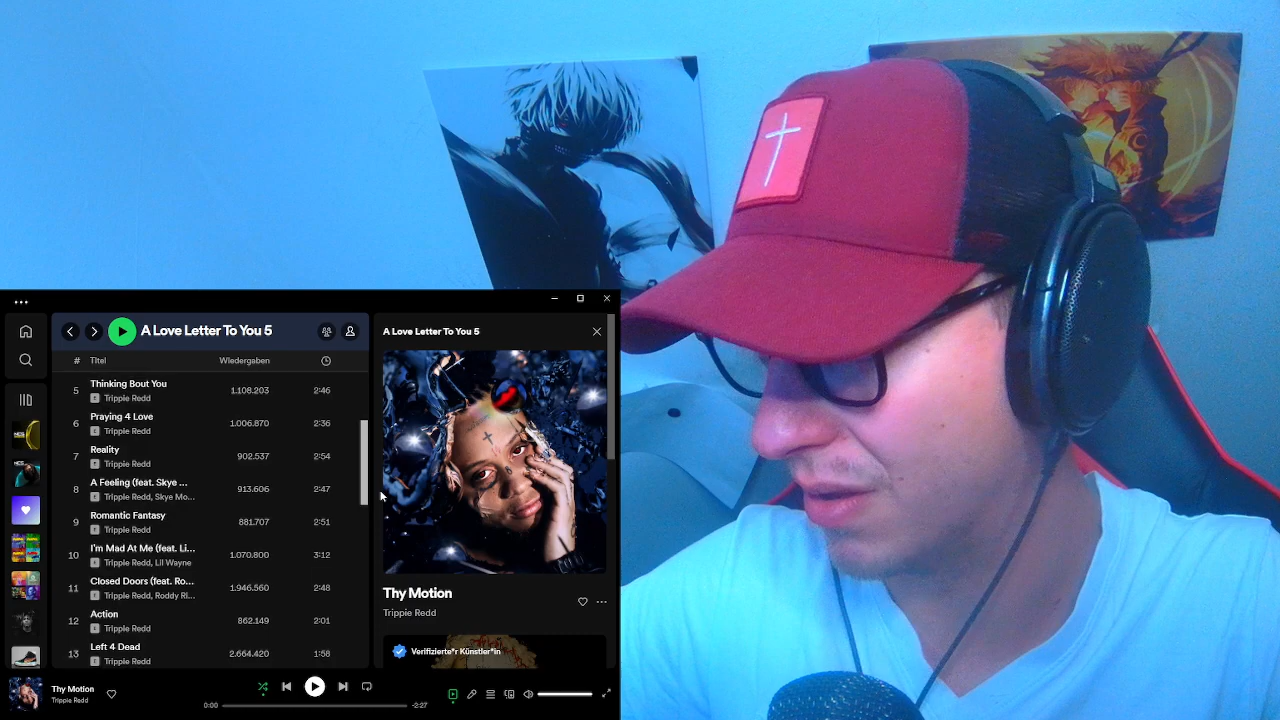 A Love Letter To You 5
# Titel Wiedergaben
5 Thinking Bout You 1.108.203 2:46
E Trippie Redd
6 Praying 4 Love 1.006.870 2:36
E Trippie Redd
7 Reality 902.537 2:54
E Trippie Redd
8 A Feeling (feat. Skye ... 913.606 2:47
E Trippie Redd, Skye Mo...
9 Romantic Fantasy 881.707 2:51
E Trippie Redd
10 I'm Mad At Me (feat. Li... 1.070.800 3:12
E Trippie Redd, Lil Wayne
11 Closed Doors (feat. Ro... 1.946.560 2:48
E Trippie Redd, Roddy Ri...
12 Action 862.149 2:01
E Trippie Redd
13 Left 4 Dead 2.664.420 1:58
E Trippie Redd
A Love Letter To You 5
Thy Motion
Trippie Redd
Verifizierte*r Künstler*in
Thy Motion
Trippie Redd
0:00 -2:27